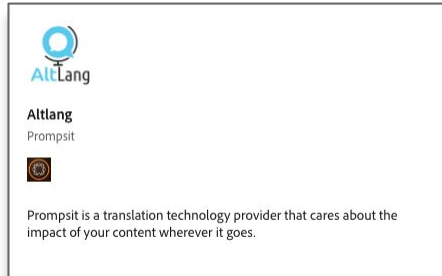 AltLang
Altlang
Prompsit
Prompsit is a translation technology provider that cares about the
impact of your content wherever it goes.